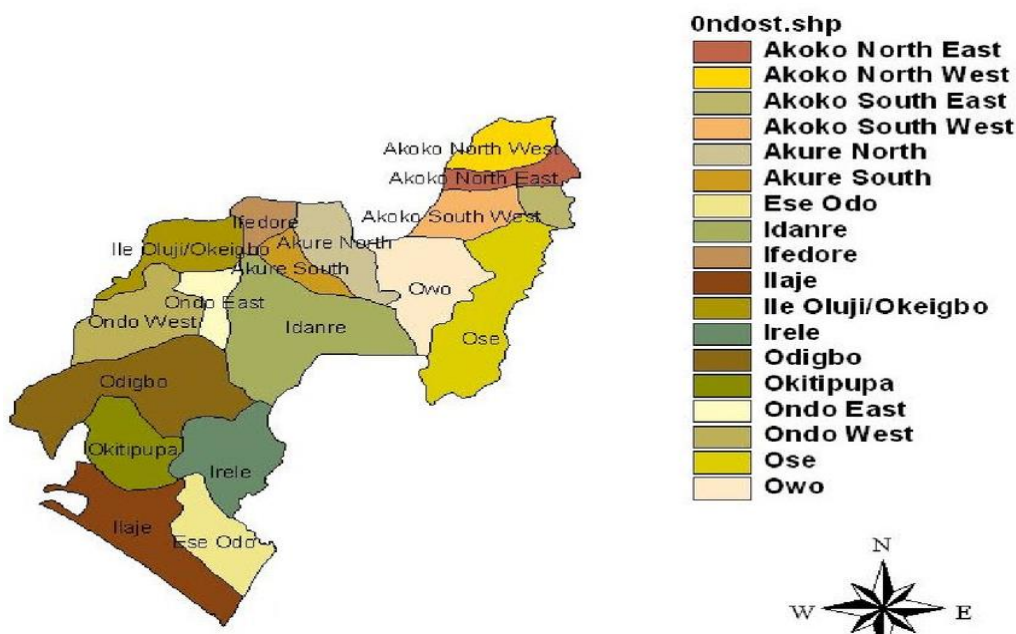 0ndost.shp
Akoko North East
Akoko North West
Akoko South East
Akoko South West
Akure North
Akure South
Ese Odo
Idanre
Ifedore
Ilaje
Ile Oluji/Okeigbo
Irele
Odigbo
Okitipupa
Ondo East
Ondo West
Ose
Owo
Akoko North West
Akoko North East
Akoko South West
Ifedore
Akure North
Ile Oluji/Okeigbo
Akure South
Owo
Ondo East
Ondo West
Idanre
Ose
Odigbo
Okitipupa
Irele
Ilaje
Ese Odo
N
W
E